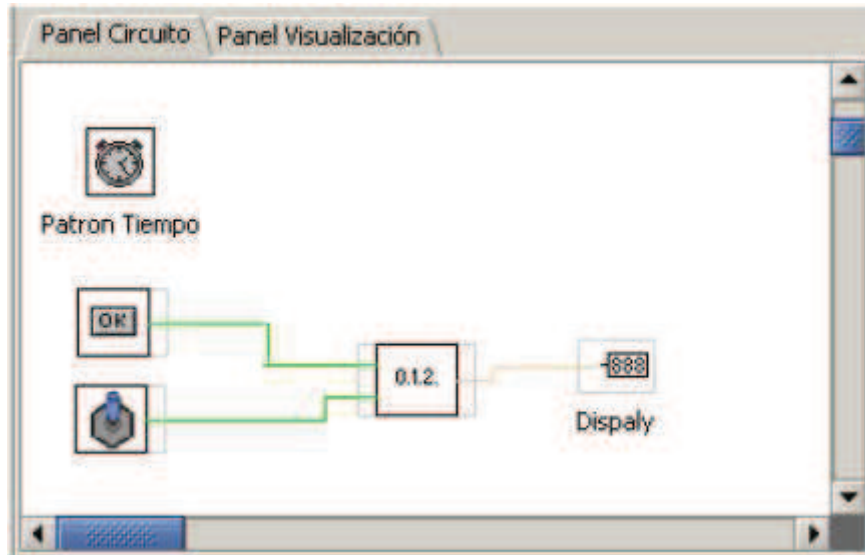 Panel Circuito Panel Visualización
Patron Tiempo
OK
0.1.2.
888
Dispaly